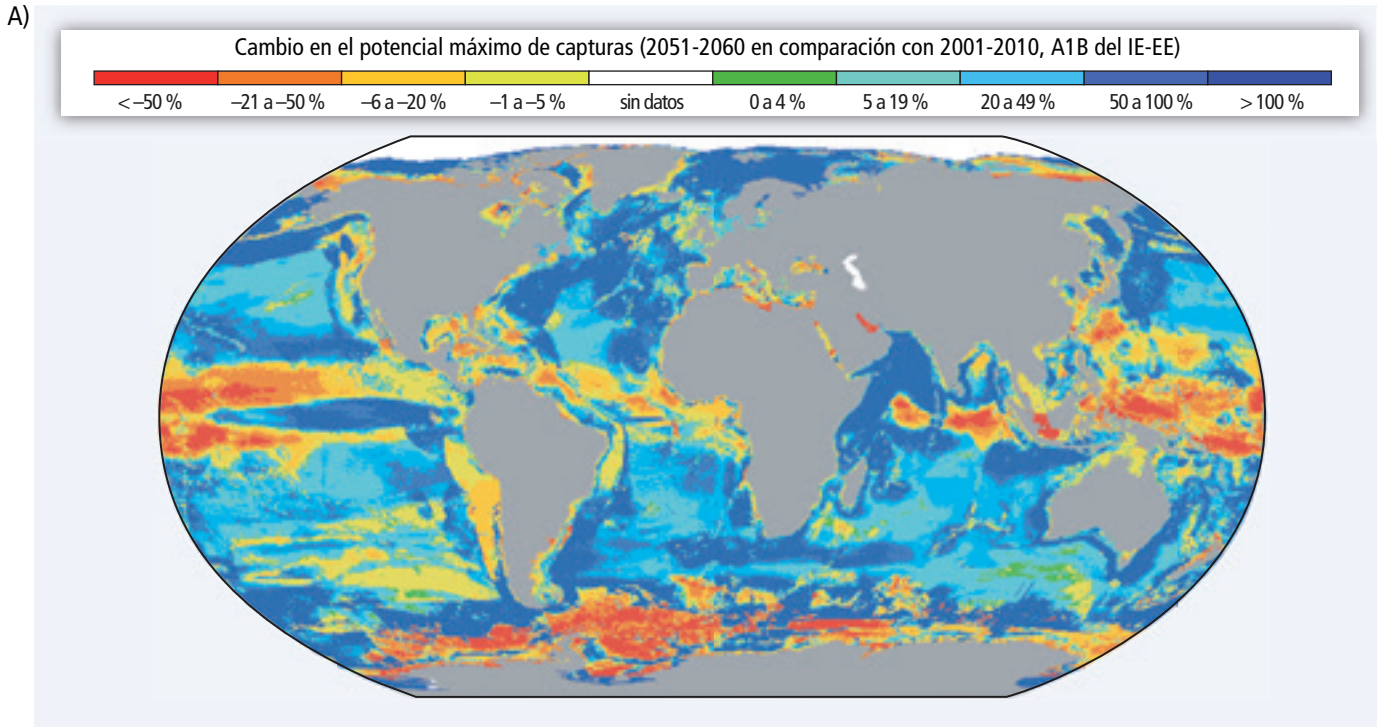 A)
Cambio en el potencial máximo de capturas (2051-2060 en comparación con 2001-2010, A1B del IE-EE)
< –50 % –21 a –50 % –6 a –20 % –1 a –5 % sin datos 0 a 4 % 5 a 19 % 20 a 49 % 50 a 100 % > 100 %